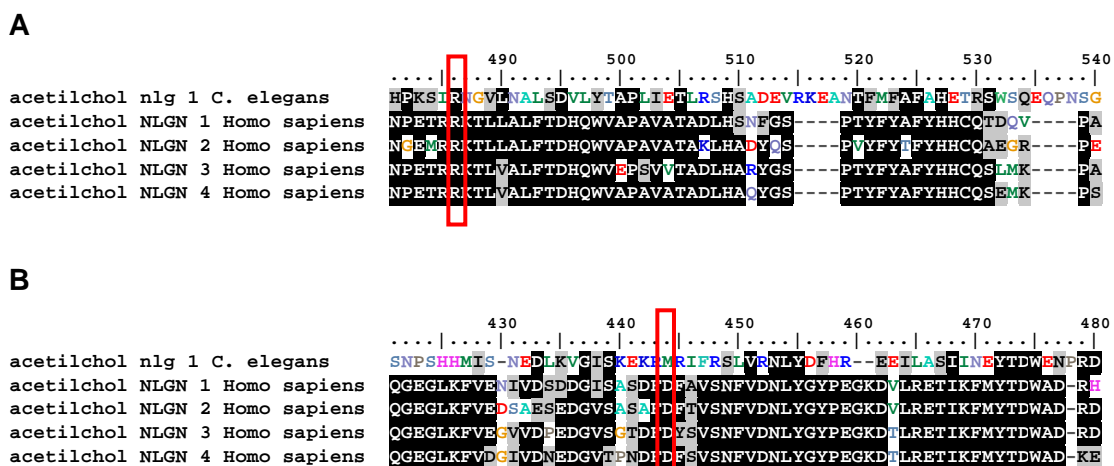 A
490 500 510 520 530 540
acetilchol nlg 1 C. elegans HPKSIRNGVLNALSDVLYTAPLIETLRSHSADEVRKEANTFMFAFAHETRSWSQEQPNSG
acetilchol NLGN 1 Homo sapiens NPETRRKTLLALFTDHQWVAPAVATADLHSNFGS----PTYFYAFYHHCQTDQV----PA
acetilchol NLGN 2 Homo sapiens NGEMRRKTLLALFTDHQWVAPAVATAKLHADYQS----PVYFYTFYHHCQAEGR----PE
acetilchol NLGN 3 Homo sapiens NPETRRKTLVALFTDHQWVEPSVVTADLHARYGS----PTYFYAFYHHCQSLMK----PA
acetilchol NLGN 4 Homo sapiens NPETRRKTLVALFTDHQWVAPAVATADLHAQYGS----PTYFYAFYHHCQSEMK----PS
B
430 440 450 460 470 480
acetilchol nlg 1 C. elegans SNPSHHMIS-NEDLKVGISKEKFMRIFRSLVRNLYDFHR--EEILASIINEYTDWENPRD
acetilchol NLGN 1 Homo sapiens QGEGLKFVENIVDSDDGISASDFDFAVSNFVDNLYGYPEGKDVLRETIKFMYTDWAD-RH
acetilchol NLGN 2 Homo sapiens QGEGLKFVEDSAESEDGVSASAFDFTVSNFVDNLYGYPEGKDVLRETIKFMYTDWAD-RD
acetilchol NLGN 3 Homo sapiens QGEGLKFVEGVVDPEDGVSGTDFDYSVSNFVDNLYGYPEGKDTLRETIKFMYTDWAD-RD
acetilchol NLGN 4 Homo sapiens QGEGLKFVDGIVDNEDGVTPNDFDFSVSNFVDNLYGYPEGKDTLRETIKFMYTDWAD-KE